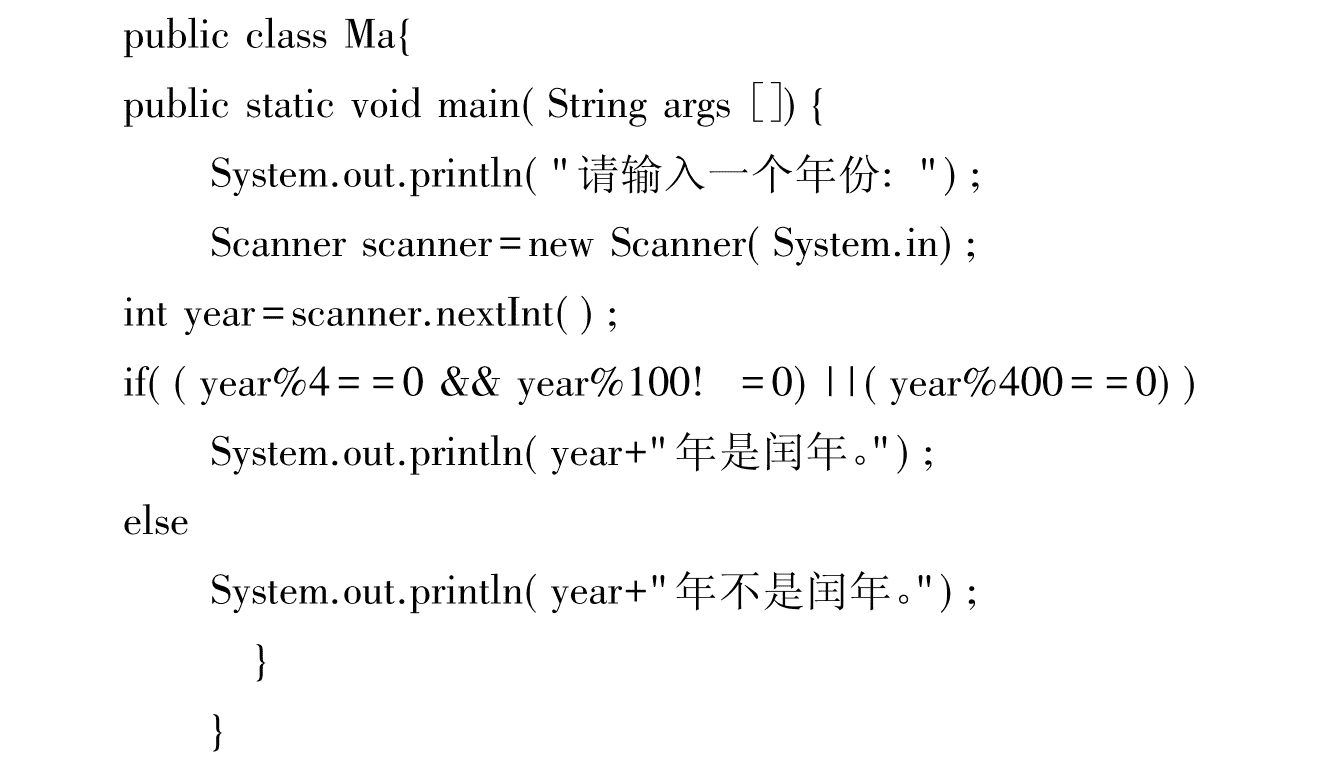 public class Ma{
public static void main( String args []) {
System.out.println( "请输入一个年份: ") ;
Scanner scanner=new Scanner( System.in) ;
int year=scanner.nextInt( ) ;
if( ( year%4==0 && year%100! =0) ||( year%400==0) )
System.out.println( year+"年是闰年。") ;
else
System.out.println( year+"年不是闰年。") ;
}
}